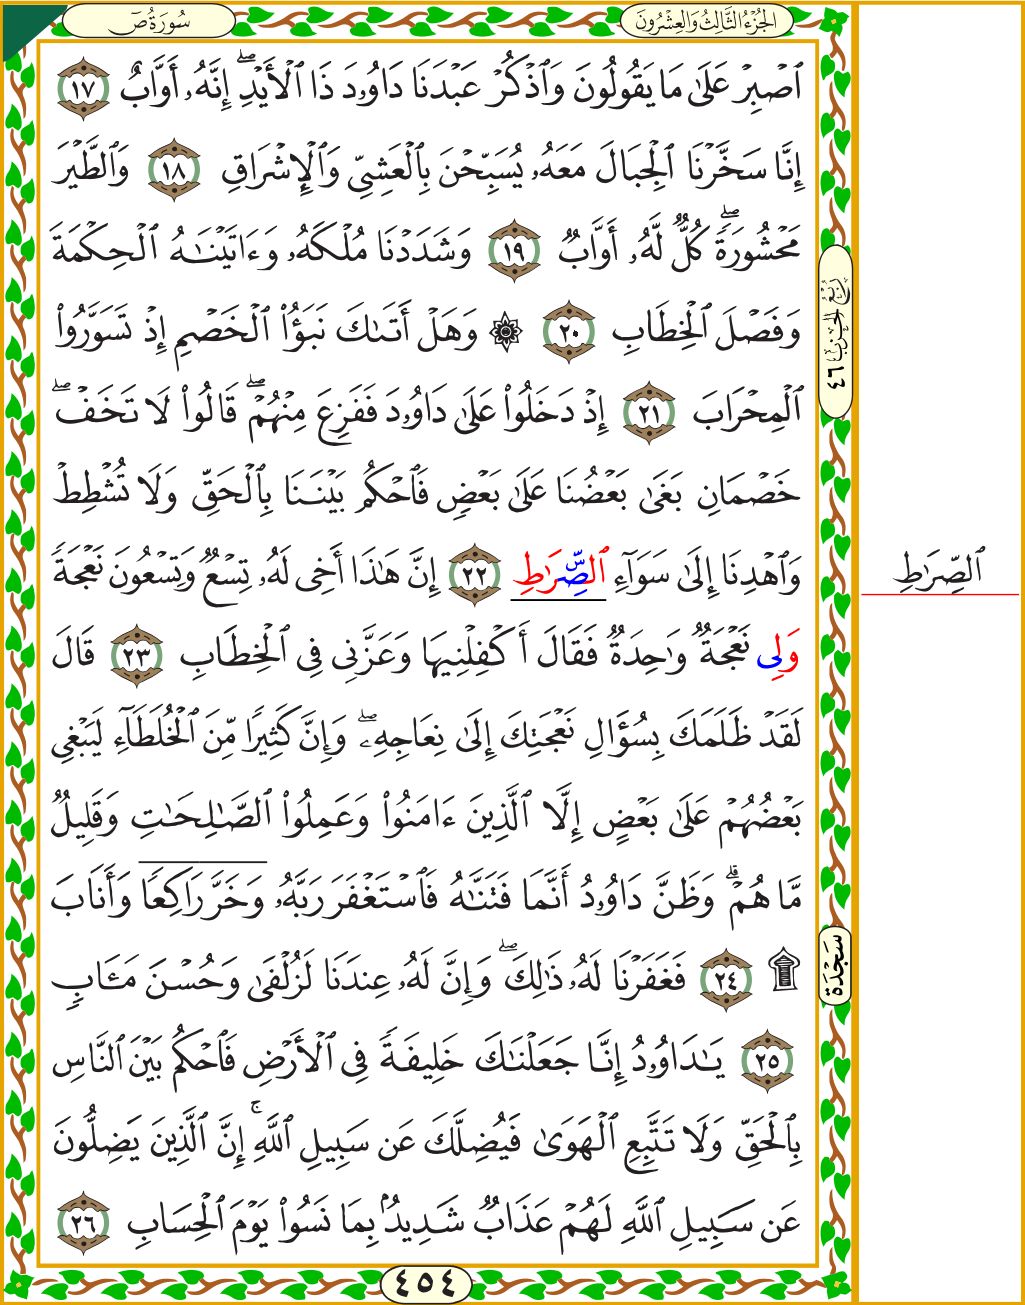 الجُزْءُ الثَّالِثُ وَالعِشْرُونَ
سُورَةُ صٓ
ٱصۡبِرۡ عَلَىٰ مَا يَقُولُونَ وَٱذۡكُرۡ عَبۡدَنَا دَاوُۥدَ ذَا ٱلۡأَيۡدِۖ إِنَّهُۥٓ أَوَّابٌ ١٧
إِنَّا سَخَّرۡنَا ٱلۡجِبَالَ مَعَهُۥ يُسَبِّحۡنَ بِٱلۡعَشِيِّ وَٱلۡإِشۡرَاقِ ١٨ وَٱلطَّيۡرَ
مَحۡشُورَةٗۖ كُلّٞ لَّهُۥٓ أَوَّابٞ ١٩ وَشَدَدۡنَا مُلۡكَهُۥ وَءَاتَيۡنَٰهُ ٱلۡحِكۡمَةَ
وَفَصۡلَ ٱلۡخِطَابِ ٢٠ ۞ وَهَلۡ أَتَىٰكَ نَبَؤُاْ ٱلۡخَصۡمِ إِذۡ تَسَوَّرُواْ
ٱلۡمِحۡرَابَ ٢١ إِذۡ دَخَلُواْ عَلَىٰ دَاوُۥدَ فَفَزِعَ مِنۡهُمۡۖ قَالُواْ لَا تَخَفۡۖ
خَصۡمَانِ بَغَىٰ بَعۡضُنَا عَلَىٰ بَعۡضٖ فَٱحۡكُم بَيۡنَنَا بِٱلۡحَقِّ وَلَا تُشۡطِطۡ
وَٱهۡدِنَآ إِلَىٰ سَوَآءِ ٱلصِّرَٰطِ ٢٢ إِنَّ هَٰذَآ أَخِي لَهُۥ تِسۡعٞ وَتِسۡعُونَ نَعۡجَةٗ
وَلِي نَعۡجَةٞ وَٰحِدَةٞ فَقَالَ أَكۡفِلۡنِيهَا وَعَزَّنِي فِي ٱلۡخِطَابِ ٢٣ قَالَ
لَقَدۡ ظَلَمَكَ بِسُؤَالِ نَعۡجَتِكَ إِلَىٰ نِعَاجِهِۦۖ وَإِنَّ كَثِيرٗا مِّنَ ٱلۡخُلَطَآءِ لَيَبۡغِي
بَعۡضُهُمۡ عَلَىٰ بَعۡضٍ إِلَّا ٱلَّذِينَ ءَامَنُواْ وَعَمِلُواْ ٱلصَّٰلِحَٰتِ وَقَلِيلٞ
مَّا هُمۡۗ وَظَنَّ دَاوُۥدُ أَنَّمَا فَتَنَّٰهُ فَٱسۡتَغۡفَرَ رَبَّهُۥ وَخَرَّ رَاكِعٗا وَأَنَابَ
۩ ٢٤ فَغَفَرۡنَا لَهُۥ ذَٰلِكَۖ وَإِنَّ لَهُۥ عِندَنَا لَزُلۡفَىٰ وَحُسۡنَ مَـَٔابٖ
٢٥ يَٰدَاوُۥدُ إِنَّا جَعَلۡنَٰكَ خَلِيفَةٗ فِي ٱلۡأَرۡضِ فَٱحۡكُم بَيۡنَ ٱلنَّاسِ
بِٱلۡحَقِّ وَلَا تَتَّبِعِ ٱلۡهَوَىٰ فَيُضِلَّكَ عَن سَبِيلِ ٱللَّهِۚ إِنَّ ٱلَّذِينَ يَضِلُّونَ
عَن سَبِيلِ ٱللَّهِ لَهُمۡ عَذَابٞ شَدِيدُۢ بِمَا نَسُواْ يَوۡمَ ٱلۡحِسَابِ ٢٦
رُبْعُ الحِزْبِ ٤٦
ٱلصِّرَٰطِ
سَجْدَة
٤٥٤